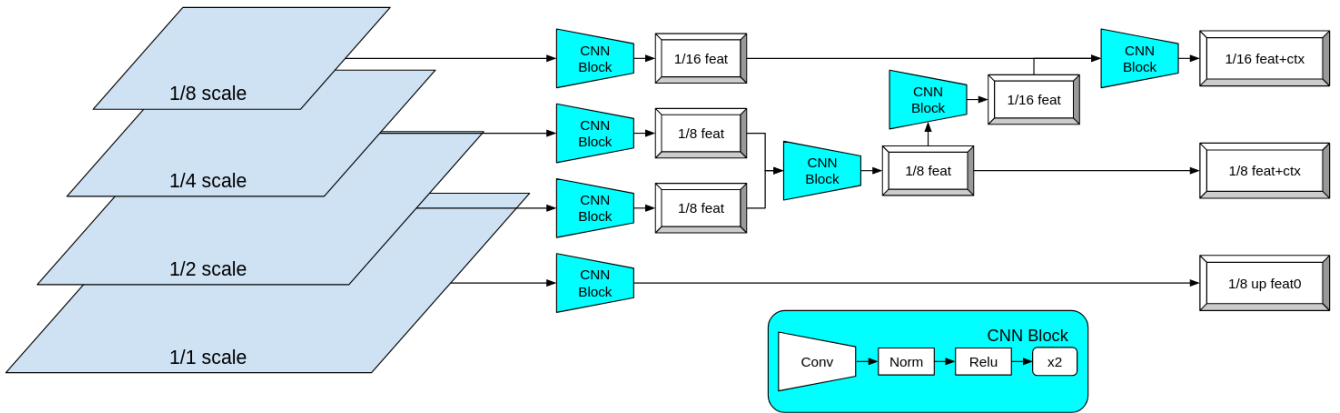 1/8 scale
1/4 scale
1/2 scale
1/1 scale
CNN
Block
1/16 feat
CNN
Block
1/16 feat+ctx
CNN
Block
1/16 feat
CNN
Block
1/8 feat
CNN
Block
1/8 feat
1/8 feat+ctx
CNN
Block
1/8 feat
CNN
Block
1/8 up feat0
CNN Block
Conv
Norm
Relu
x2